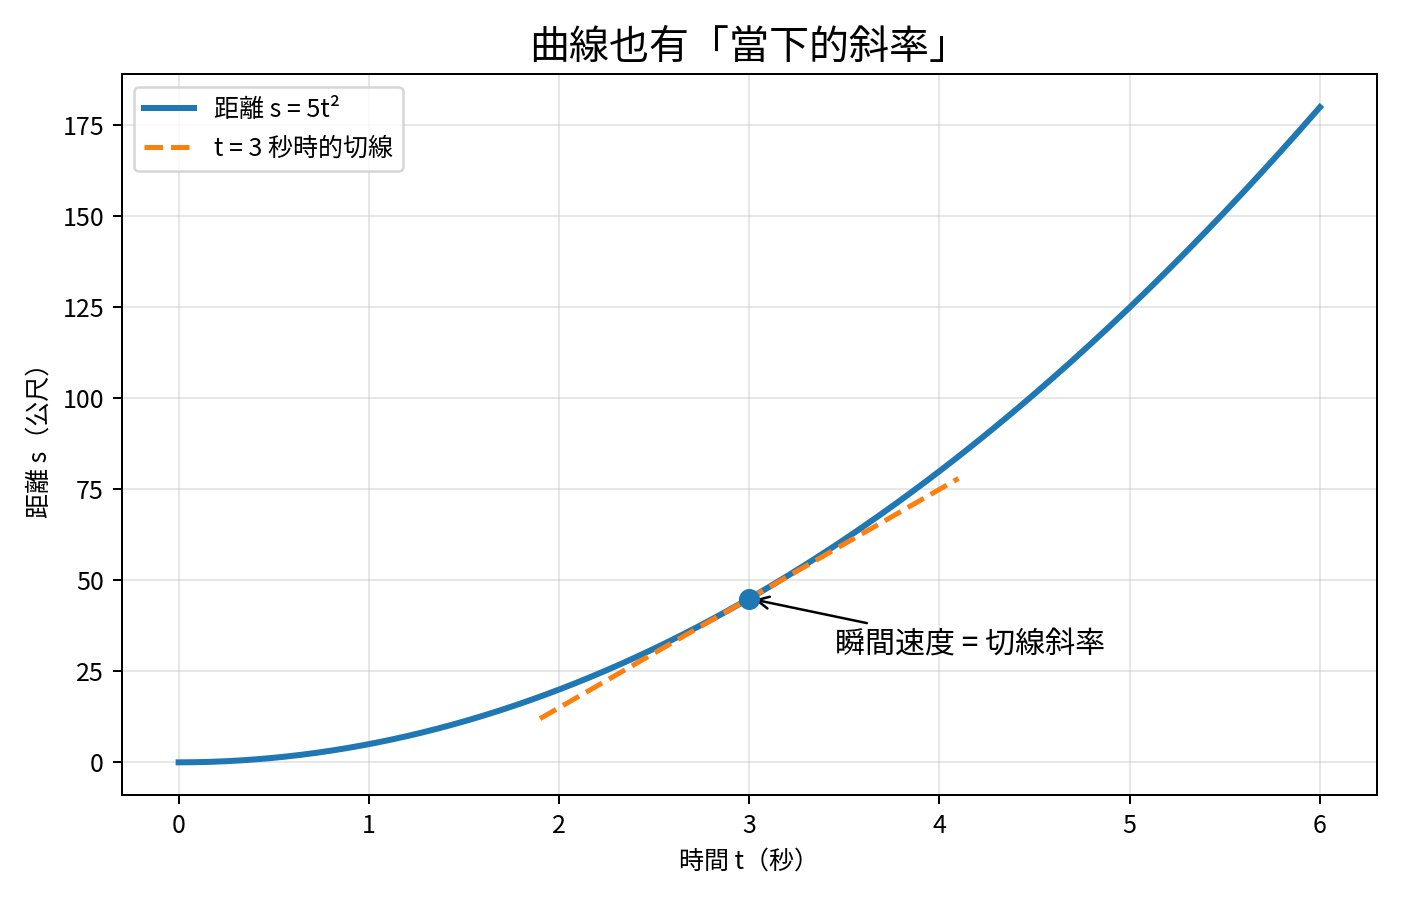 曲線也有「當下的斜率」
距離 s = 5t²
t = 3 秒時的切線
175
150
125
100
75
50
25
0
距離 s（公尺）
瞬間速度 = 切線斜率
0 1 2 3 4 5 6
時間 t（秒）